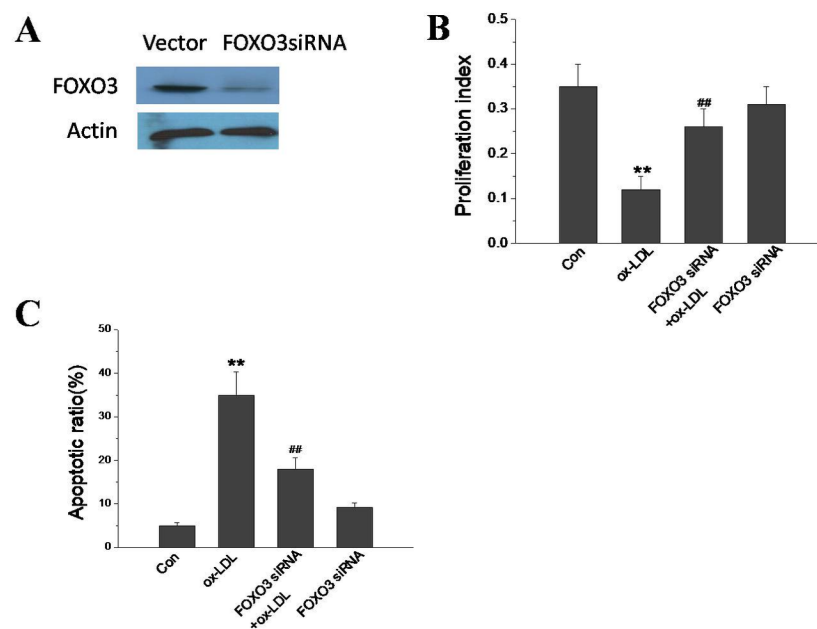 A
Vector FOXO3siRNA
FOXO3
Actin
B
Proliferation index
0.5
0.4
0.3
0.2
0.1
0.0
**
##
Con
ox-LDL
FOXO3 siRNA
+ox-LDL
FOXO3 siRNA
C
Apoptotic ratio(%)
50
40
30
20
10
0
**
##
Con
ox-LDL
FOXO3 siRNA
+ox-LDL
FOXO3 siRNA